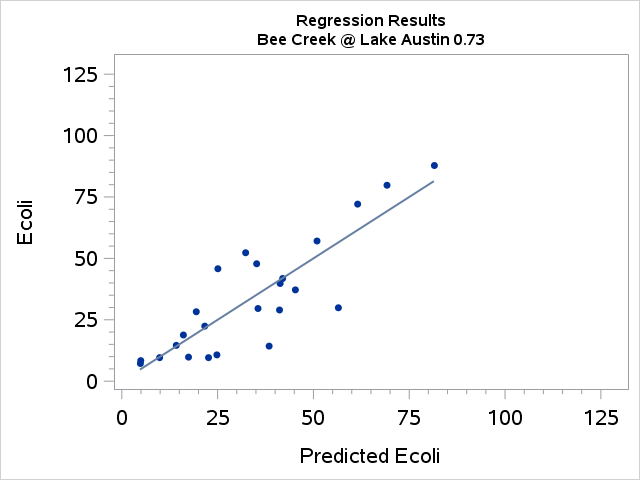 Regression Results
Bee Creek @ Lake Austin 0.73
125
100
75
50
25
0
Ecoli
0 25 50 75 100 125
Predicted Ecoli